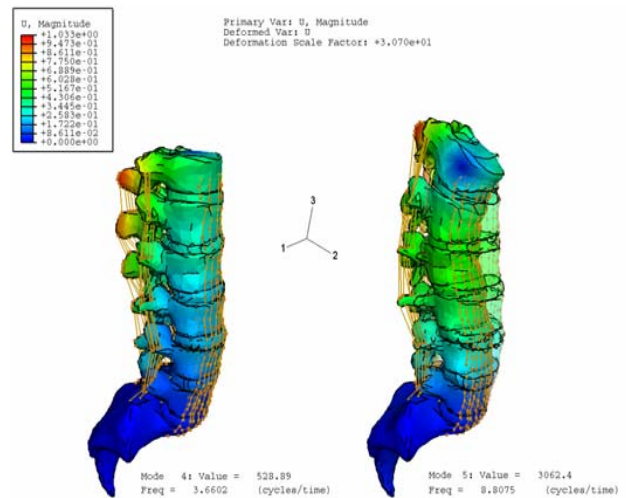 U, Magnitude
+1.033e+00
+9.473e-01
+8.611e-01
+7.750e-01
+6.889e-01
+6.028e-01
+5.167e-01
+4.306e-01
+3.445e-01
+2.583e-01
+1.722e-01
+8.611e-02
+0.000e+00
Primary Var: U, Magnitude
Deformed Var: U
Deformation Scale Factor: +3.070e+01
3
1
2
Mode 4: Value = 528.89
Freq = 3.6602 (cycles/time)
Mode 5: Value = 3062.4
Freq = 8.8075 (cycles/time)